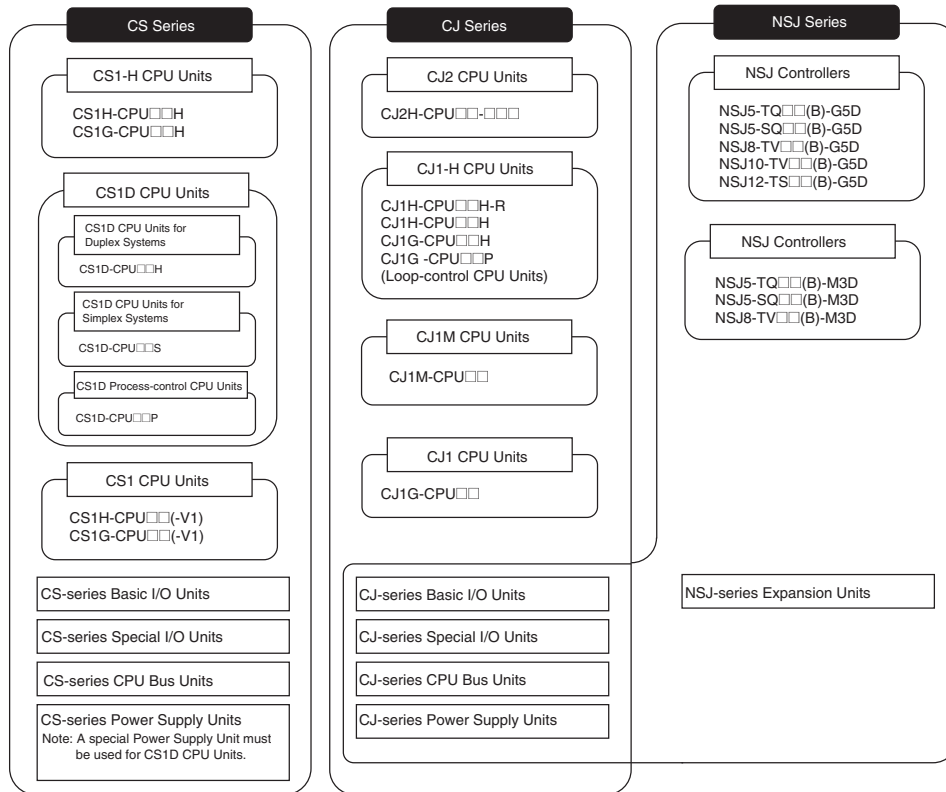 CS Series
CS1-H CPU Units
CS1H-CPU□□H
CS1G-CPU□□H
CS1D CPU Units
CS1D CPU Units for
Duplex Systems
CS1D-CPU□□H
CS1D CPU Units for
Simplex Systems
CS1D-CPU□□S
CS1D Process-control CPU Units
CS1D-CPU□□P
CS1 CPU Units
CS1H-CPU□□(-V1)
CS1G-CPU□□(-V1)
CS-series Basic I/O Units
CS-series Special I/O Units
CS-series CPU Bus Units
CS-series Power Supply Units
Note: A special Power Supply Unit must
be used for CS1D CPU Units.
CJ Series
CJ2 CPU Units
CJ2H-CPU□□-□□□
CJ1-H CPU Units
CJ1H-CPU□□H-R
CJ1H-CPU□□H
CJ1G-CPU□□H
CJ1G -CPU□□P
(Loop-control CPU Units)
CJ1M CPU Units
CJ1M-CPU□□
CJ1 CPU Units
CJ1G-CPU□□
CJ-series Basic I/O Units
CJ-series Special I/O Units
CJ-series CPU Bus Units
CJ-series Power Supply Units
NSJ Series
NSJ Controllers
NSJ5-TQ□□(B)-G5D
NSJ5-SQ□□(B)-G5D
NSJ8-TV□□(B)-G5D
NSJ10-TV□□(B)-G5D
NSJ12-TS□□(B)-G5D
NSJ Controllers
NSJ5-TQ□□(B)-M3D
NSJ5-SQ□□(B)-M3D
NSJ8-TV□□(B)-M3D
NSJ-series Expansion Units